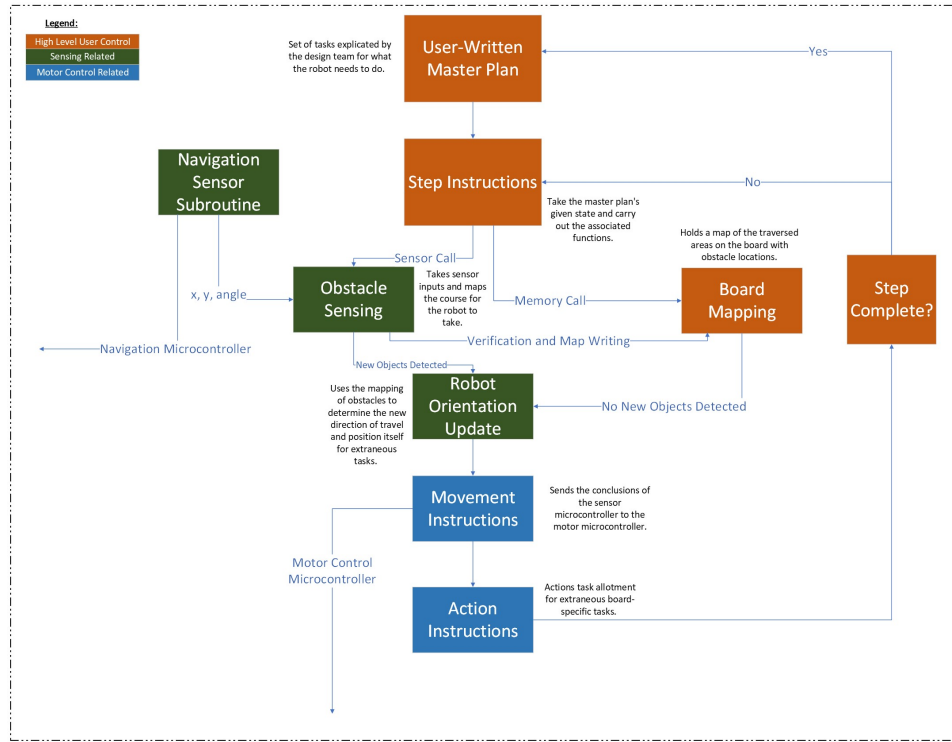 Legend:
High Level User Control
Sensing Related
Motor Control Related
Set of tasks explicated by
the design team for what
the robot needs to do.
User-Written
Master Plan
Yes
Navigation
Sensor
Subroutine
Step Instructions
No
Take the master plan's
given state and carry
out the associated
functions.
Holds a map of the traversed
areas on the board with
obstacle locations.
Sensor Call
x, y, angle
Obstacle
Sensing
Takes sensor
inputs and maps
the course for
the robot to
take.
Memory Call
Board
Mapping
Step
Complete?
Navigation Microcontroller
Verification and Map Writing
New Objects Detected
Uses the mapping
of obstacles to
determine the new
direction of travel
and position itself
for extraneous
tasks.
Robot
Orientation
Update
No New Objects Detected
Movement
Instructions
Sends the conclusions of
the sensor
microcontroller to the
motor microcontroller.
Motor Control
Microcontroller
Action
Instructions
Actions task allotment
for extraneous board-
specific tasks.